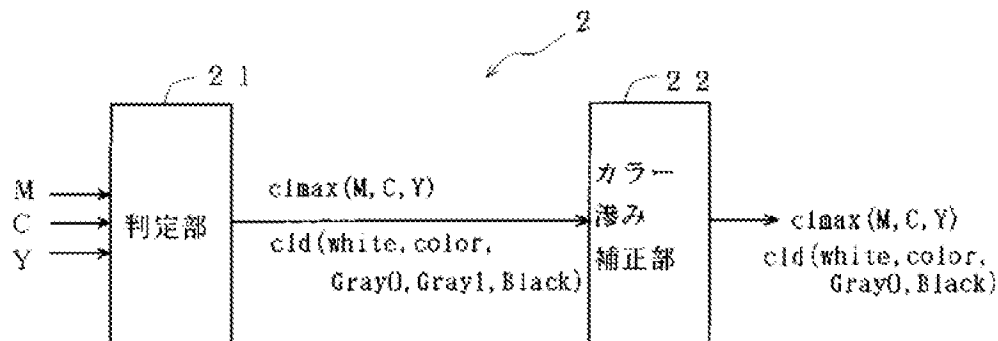 2
21
22
M
C
Y
判定部
clmax(M,C,Y)
cld(white,color,
Gray0,Gray1,Black)
カラー
滲み
補正部
clmax(M,C,Y)
cld(white,color,
Gray0,Black)